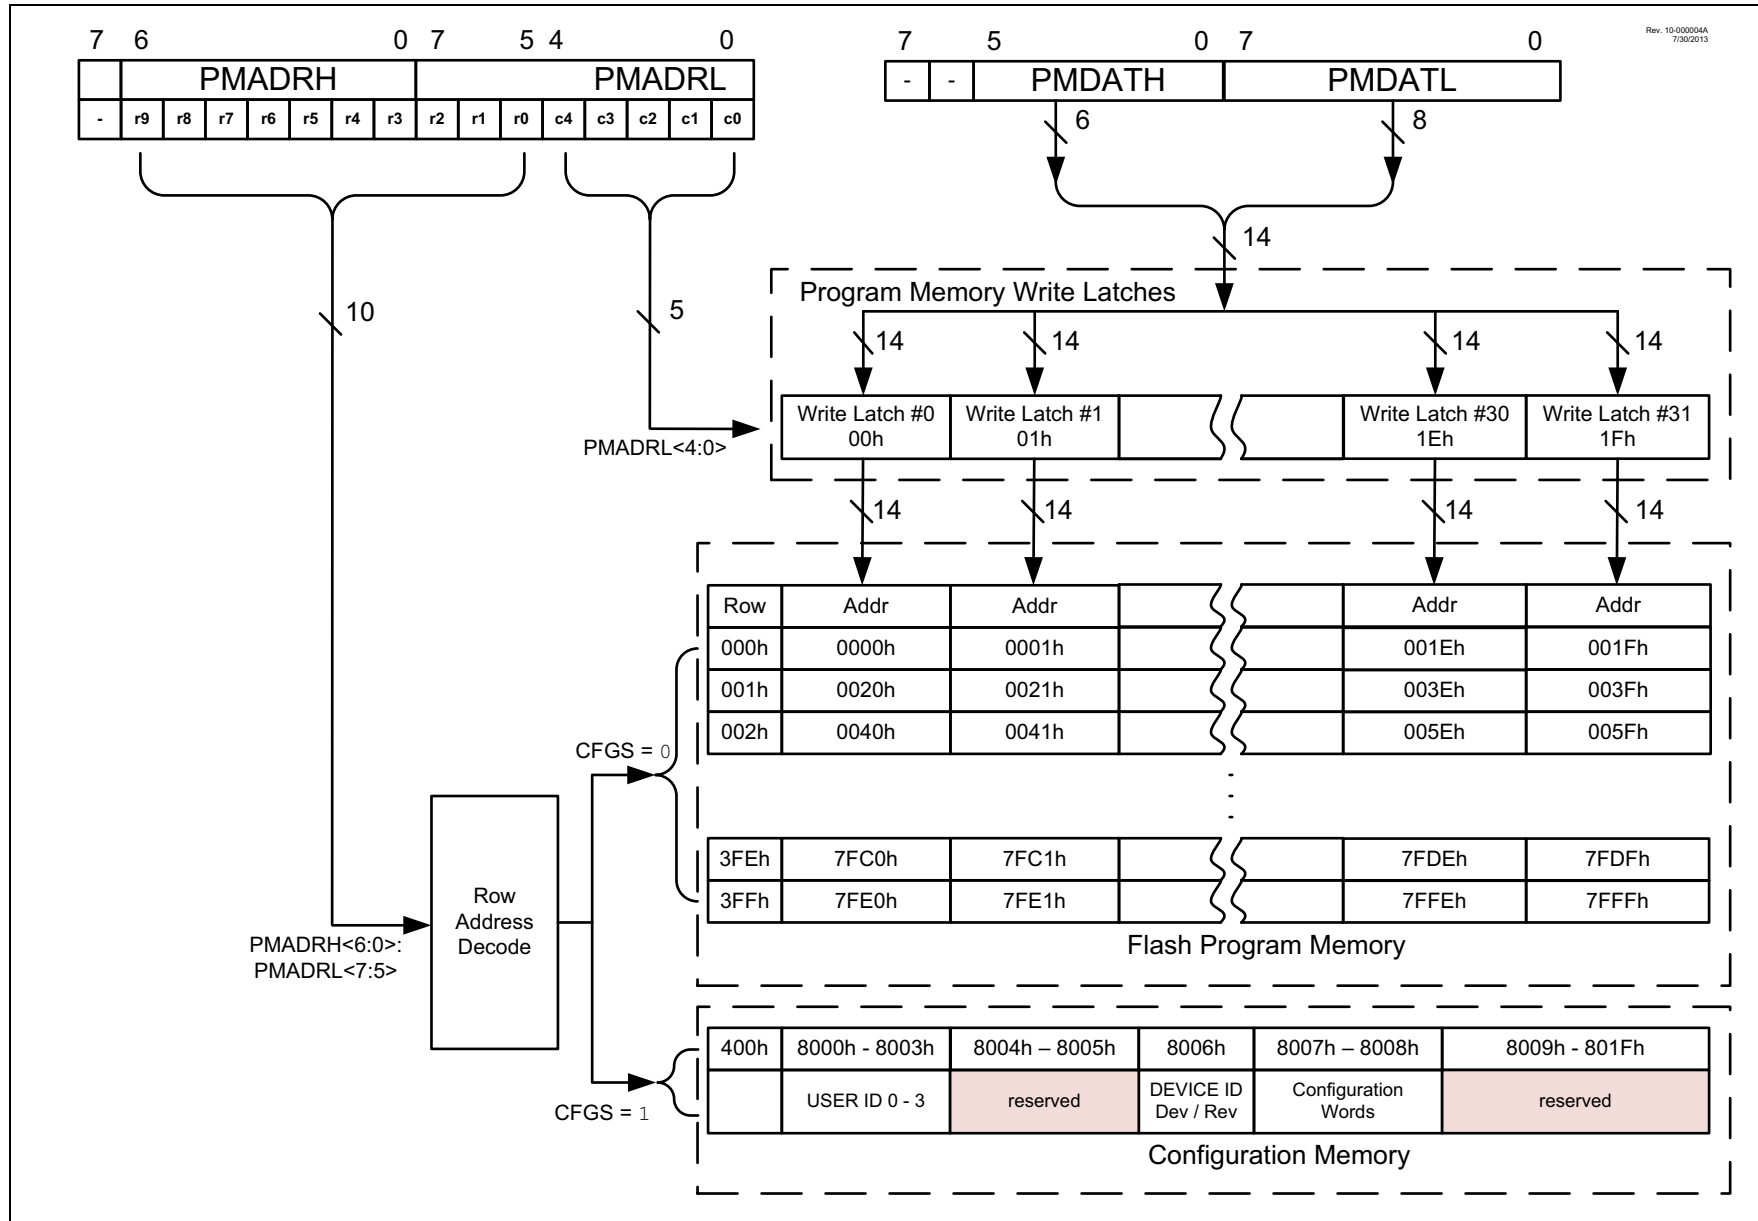 Rev. 10-000004A
7/30/2013
7 6 0 7 5 4 0
PMADRH PMADRL
- r9 r8 r7 r6 r5 r4 r3 r2 r1 r0 c4 c3 c2 c1 c0
7 5 0 7 0
- - PMDATH PMDATL
6 8
14
10
5
PMADRL<4:0>
Program Memory Write Latches
14 14 14 14
Write Latch #0 Write Latch #1 Write Latch #30 Write Latch #31
00h 01h 1Eh 1Fh
14 14 14 14
Row Addr Addr Addr Addr
000h 0000h 0001h 001Eh 001Fh
001h 0020h 0021h 003Eh 003Fh
002h 0040h 0041h 005Eh 005Fh
CFGS = 0
3FEh 7FC0h 7FC1h 7FDEh 7FDFh
3FFh 7FE0h 7FE1h 7FFEh 7FFFh
Flash Program Memory
Row
Address
Decode
PMADRH<6:0>:
PMADRL<7:5>
400h 8000h - 8003h 8004h – 8005h 8006h 8007h – 8008h 8009h - 801Fh
USER ID 0 - 3 reserved DEVICE ID Configuration reserved
Dev / Rev Words
CFGS = 1
Configuration Memory